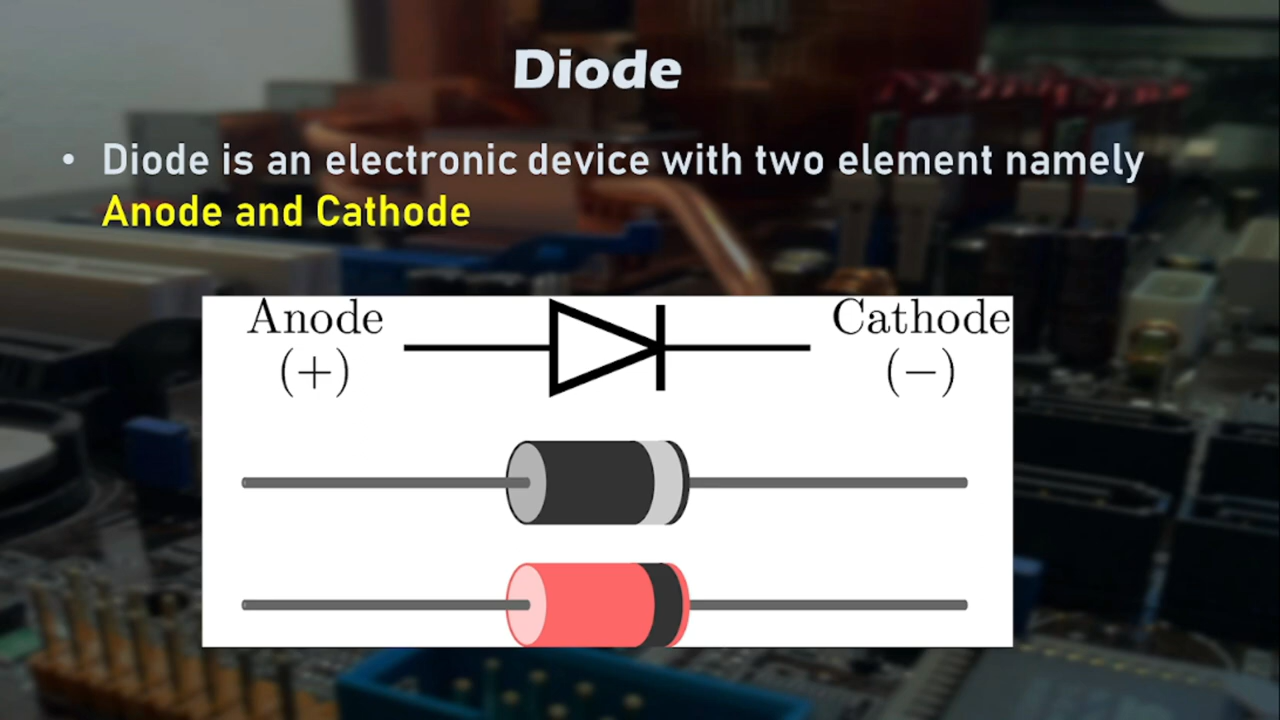 Diode
• Diode is an electronic device with two element namely
Anode and Cathode
Anode
Cathode
(+)
(−)